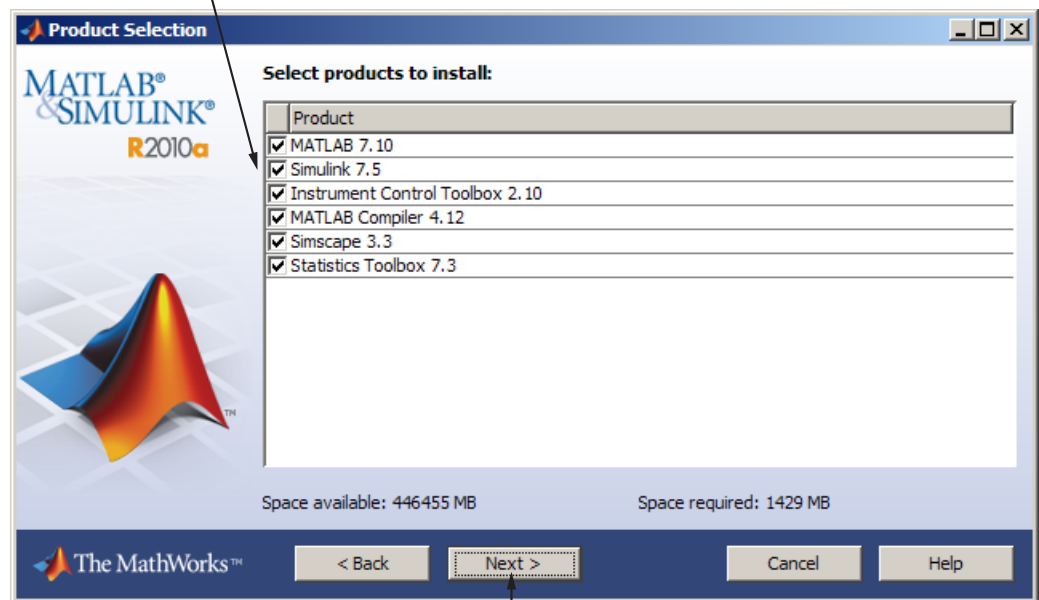 Product Selection
MATLAB®
&SIMULINK®
R2010a
Select products to install:
Product
MATLAB 7.10
Simulink 7.5
Instrument Control Toolbox 2.10
MATLAB Compiler 4.12
Simscape 3.3
Statistics Toolbox 7.3
TM
Space available: 446455 MB Space required: 1429 MB
The MathWorks™ < Back Next > Cancel Help